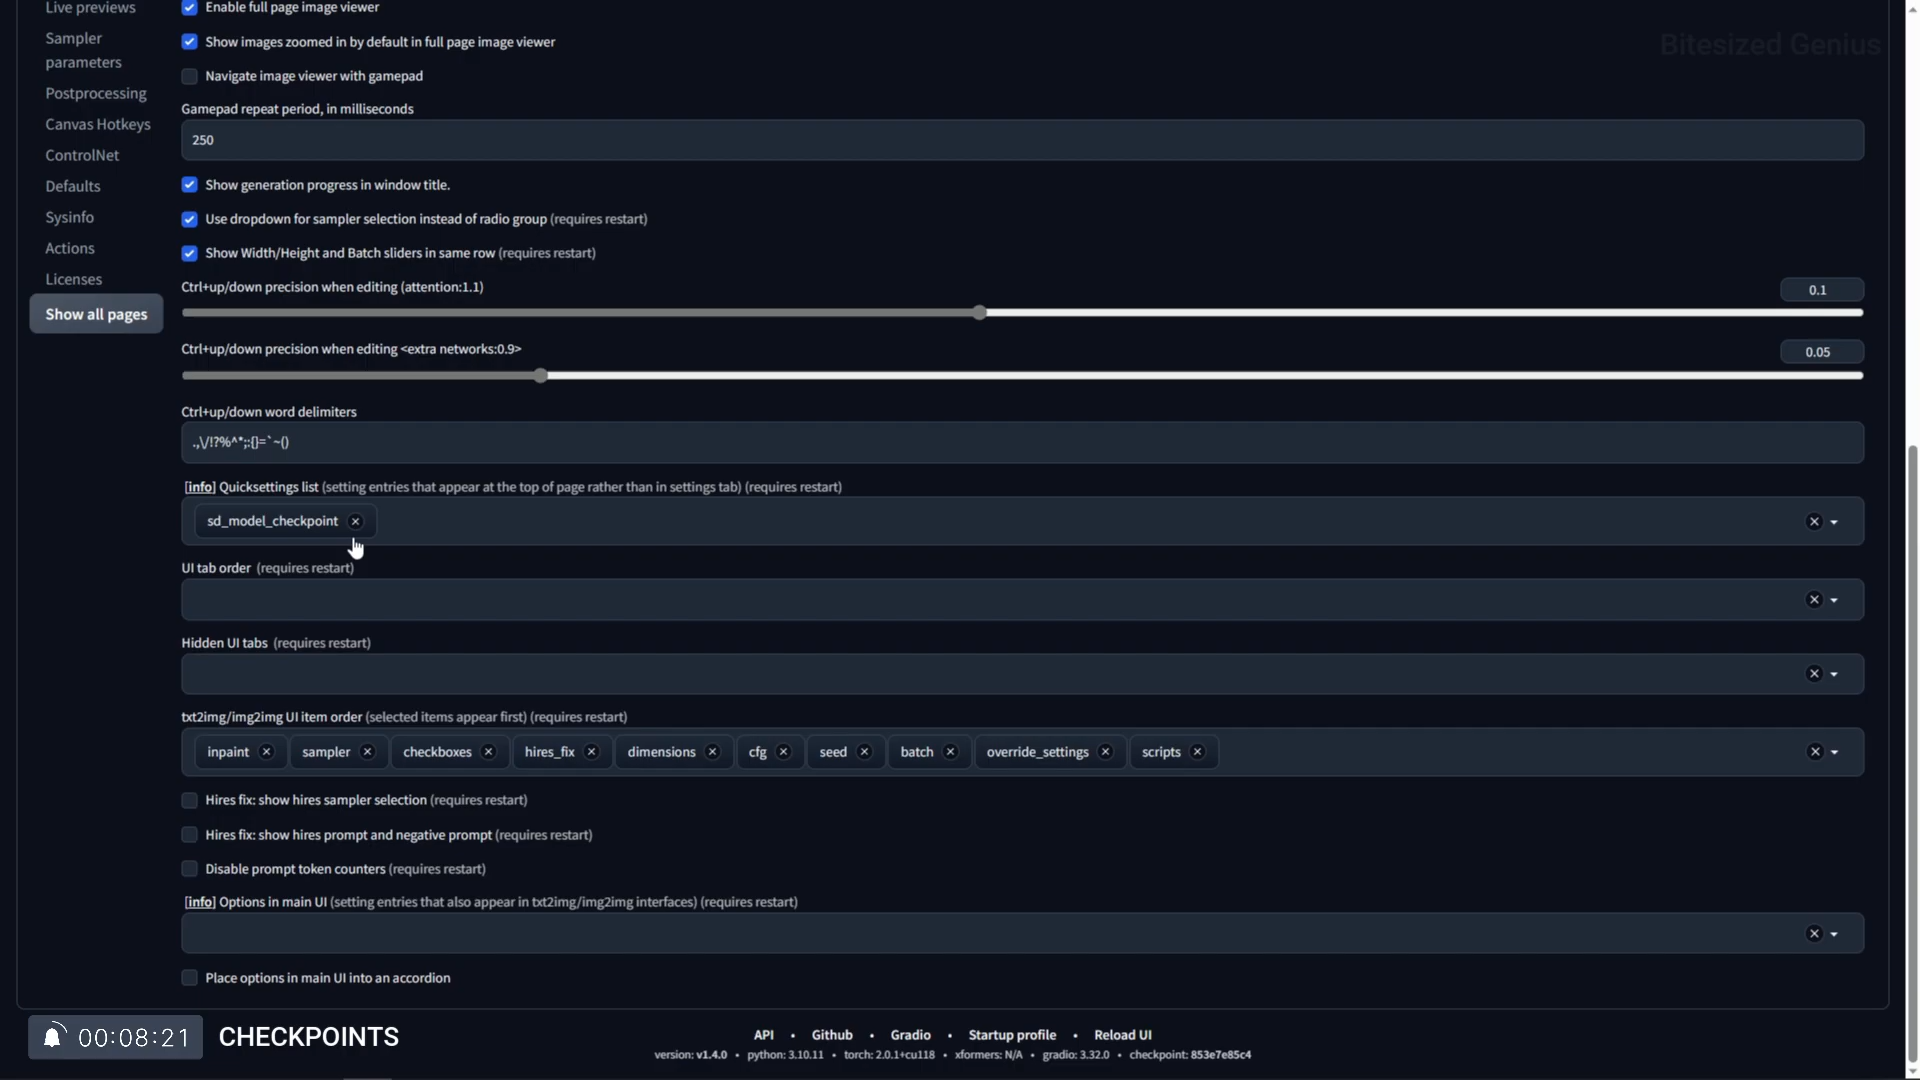 Live previews
Enable full page image viewer
Bitesized Genius
Sampler
parameters
Show images zoomed in by default in full page image viewer
Navigate image viewer with gamepad
Postprocessing
Gamepad repeat period, in milliseconds
Canvas Hotkeys
250
ControlNet
Defaults
Show generation progress in window title.
Sysinfo
Use dropdown for sampler selection instead of radio group (requires restart)
Actions
Show Width/Height and Batch sliders in same row (requires restart)
Licenses
Ctrl+up/down precision when editing (attention:1.1)
0.1
Show all pages
Ctrl+up/down precision when editing <extra networks:0.9>
0.05
Ctrl+up/down word delimiters
.,\/!?%^*;:{}=`~()
[info] Quicksettings list (setting entries that appear at the top of page rather than in settings tab) (requires restart)
sd_model_checkpoint
UI tab order (requires restart)
Hidden UI tabs (requires restart)
txt2img/img2img UI item order (selected items appear first) (requires restart)
inpaint sampler checkboxes hires_fix dimensions cfg seed batch override_settings scripts
Hires fix: show hires sampler selection (requires restart)
Hires fix: show hires prompt and negative prompt (requires restart)
Disable prompt token counters (requires restart)
[info] Options in main UI (setting entries that also appear in txt2img/img2img interfaces) (requires restart)
Place options in main UI into an accordion
00:08:21 CHECKPOINTS
API • Github • Gradio • Startup profile • Reload UI
version: v1.4.0 • python: 3.10.11 • torch: 2.0.1+cu118 • xformers: N/A • gradio: 3.32.0 • checkpoint: 853e7e85c4